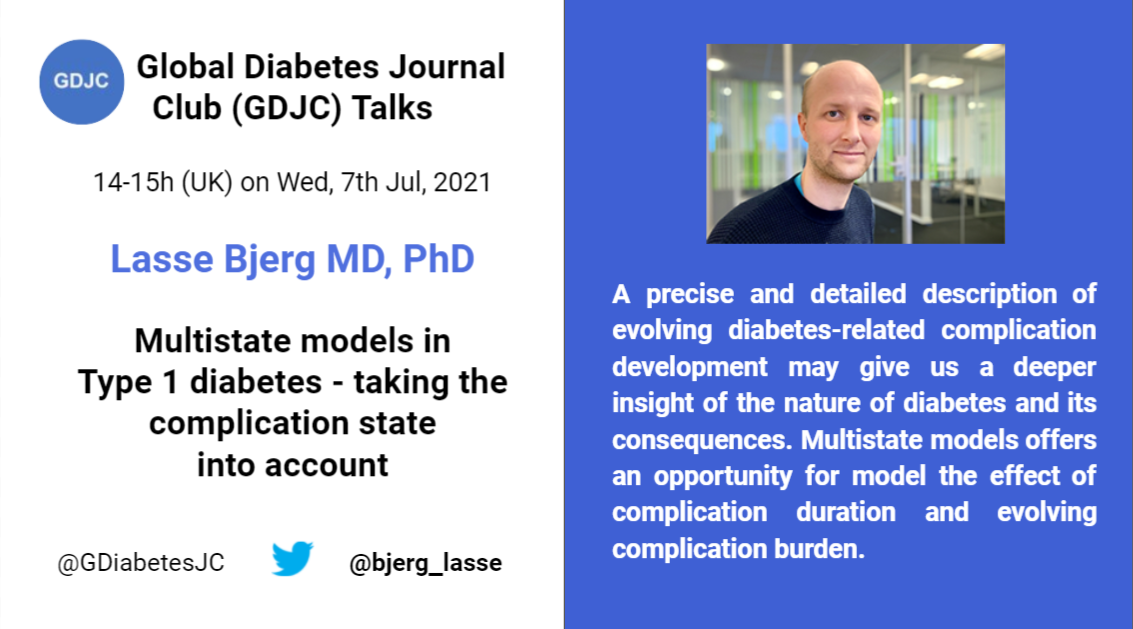 GDJC
Global Diabetes Journal
Club (GDJC) Talks
14-15h (UK) on Wed, 7th Jul, 2021
Lasse Bjerg MD, PhD
Multistate models in
Type 1 diabetes - taking the
complication state
into account
@GDiabetesJC
@bjerg_lasse
A precise and detailed description of
evolving diabetes-related complication
development may give us a deeper
insight of the nature of diabetes and its
consequences. Multistate models offers
an opportunity for model the effect of
complication duration and evolving
complication burden.